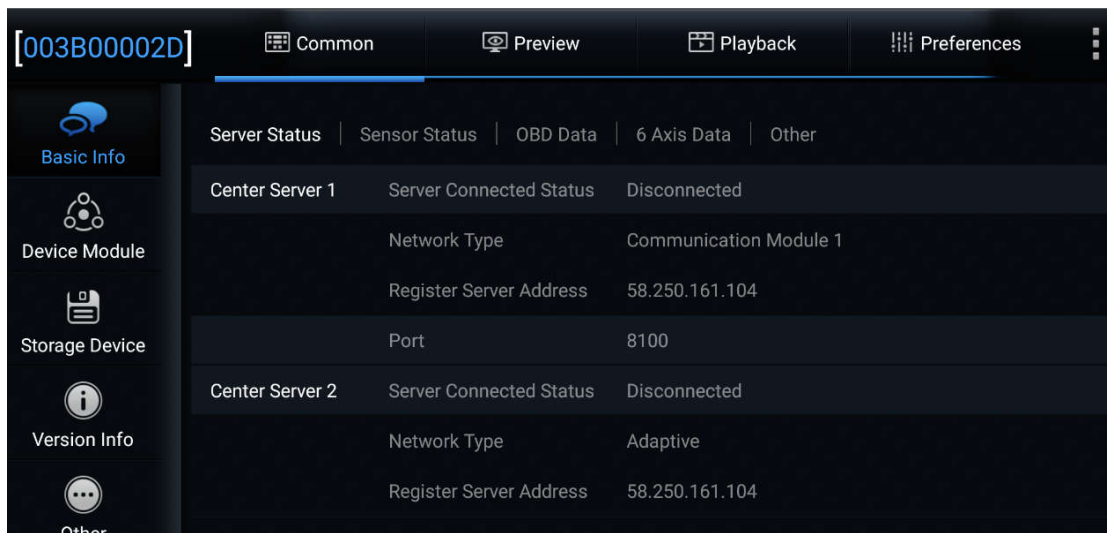 [003B00002D] Common Preview Playback Preferences
Basic Info
Device Module
Storage Device
Version Info
Other
Server Status | Sensor Status | OBD Data | 6 Axis Data | Other
Center Server 1 Server Connected Status Disconnected
Network Type Communication Module 1
Register Server Address 58.250.161.104
Port 8100
Center Server 2 Server Connected Status Disconnected
Network Type Adaptive
Register Server Address 58.250.161.104